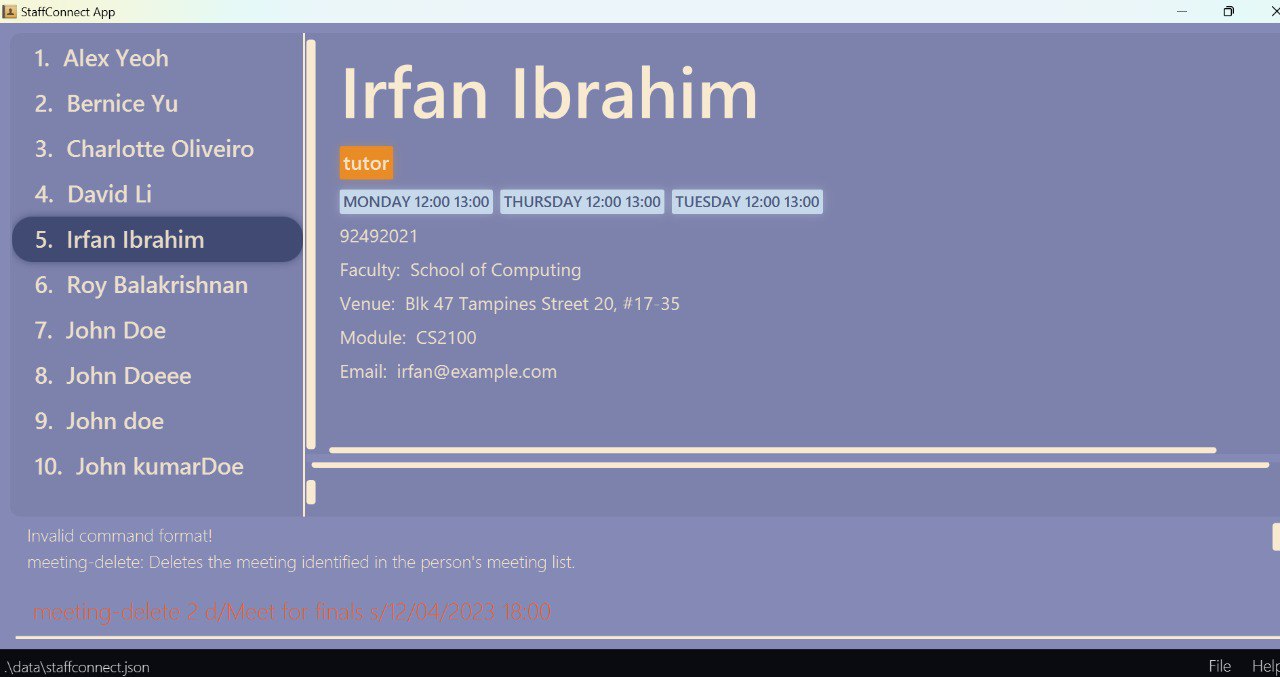 StaffConnect App
1. Alex Yeoh
2. Bernice Yu
3. Charlotte Oliveiro
4. David Li
5. Irfan Ibrahim
6. Roy Balakrishnan
7. John Doe
8. John Doeee
9. John doe
10. John kumarDoe
Irfan Ibrahim
tutor
MONDAY 12:00 13:00 THURSDAY 12:00 13:00 TUESDAY 12:00 13:00
92492021
Faculty: School of Computing
Venue: Blk 47 Tampines Street 20, #17-35
Module: CS2100
Email: irfan@example.com
Invalid command format!
meeting-delete: Deletes the meeting identified in the person's meeting list.
meeting-delete 2 d/Meet for finals s/12/04/2023 18:00
.\data\staffconnect.json
File Help